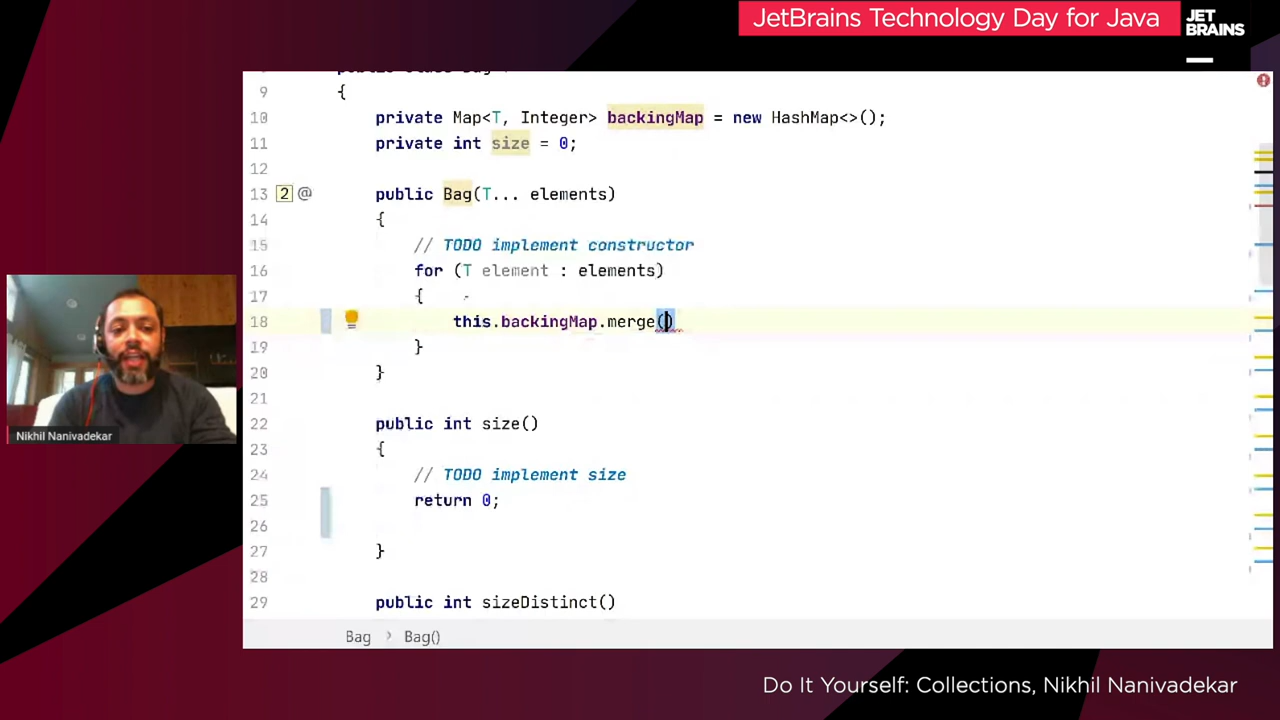 JetBrains Technology Day for Java
JET
BRAINS
9 {
10 private Map<T, Integer> backingMap = new HashMap<>();
11 private int size = 0;
12
13 2 @ public Bag(T... elements)
14 {
15 // TODO implement constructor
16 for (T element : elements)
17 {
18 this.backingMap.merge()
19 }
20 }
21
22 public int size()
23 {
24 // TODO implement size
25 return 0;
26
27 }
28
29 public int sizeDistinct()
Bag > Bag()
Nikhil Nanivadekar
Do It Yourself: Collections, Nikhil Nanivadekar